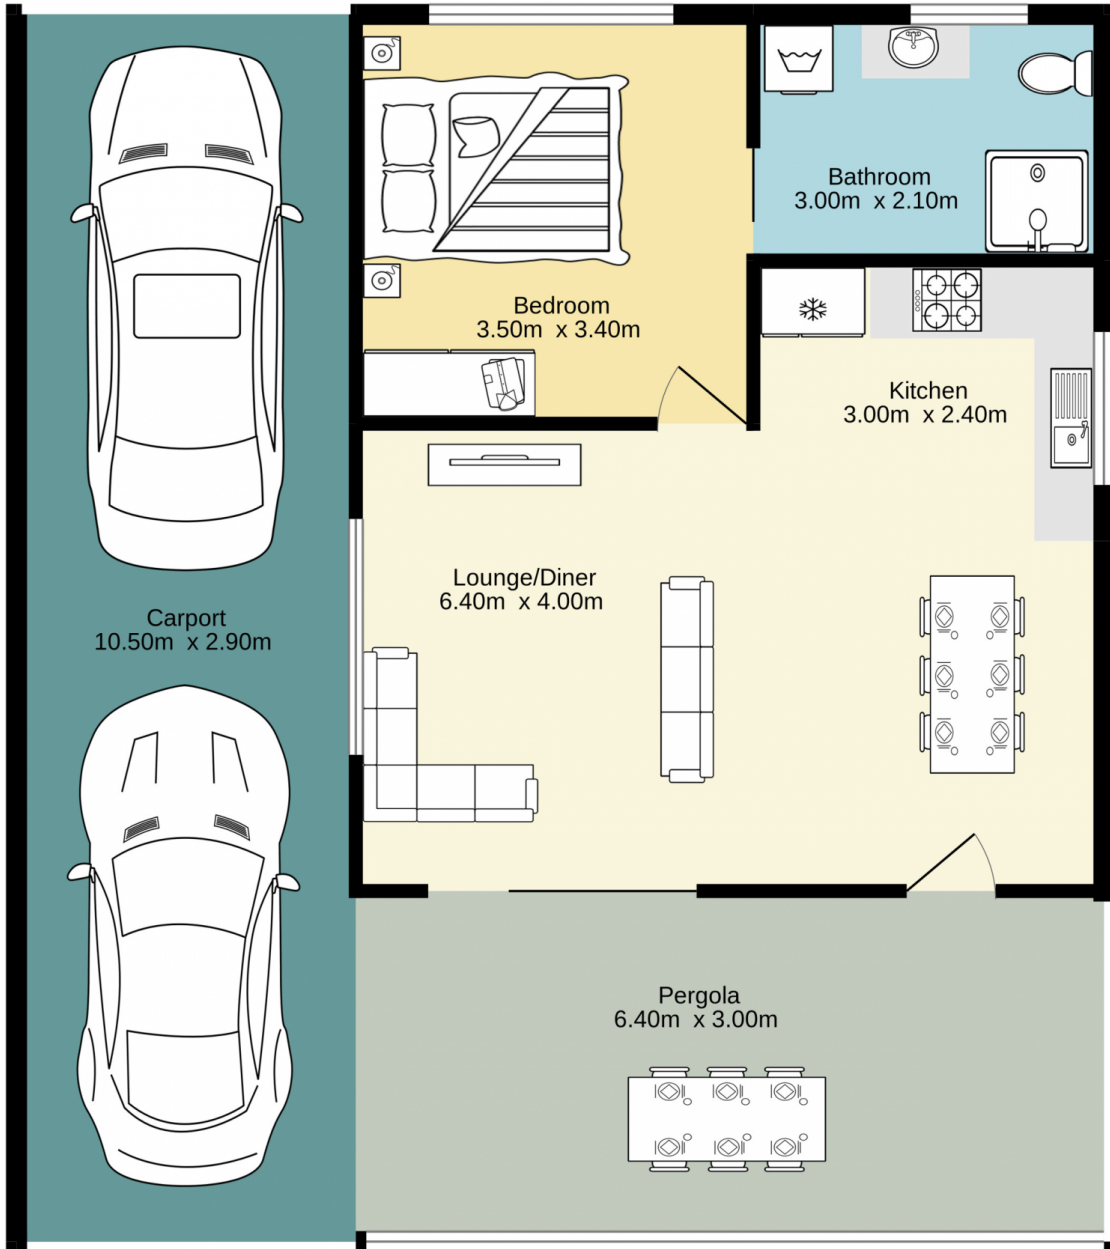 Bathroom
3.00m x 2.10m
Bedroom
3.50m x 3.40m
Kitchen
3.00m x 2.40m
Lounge/Diner
6.40m x 4.00m
Carport
10.50m x 2.90m
Pergola
6.40m x 3.00m